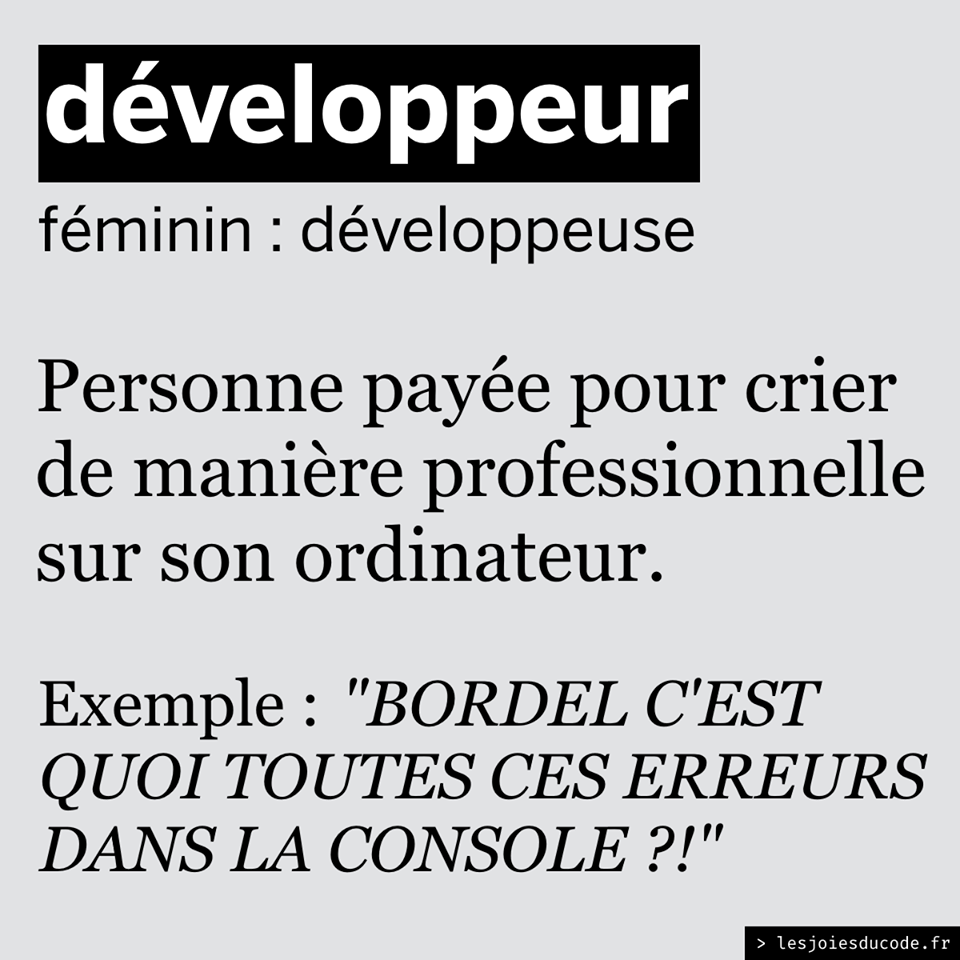 développeur
féminin : développeuse
Personne payée pour crier
de manière professionnelle
sur son ordinateur.
Exemple : "BORDEL C'EST
QUOI TOUTES CES ERREURS
DANS LA CONSOLE ?!"
> lesjoiesducode.fr